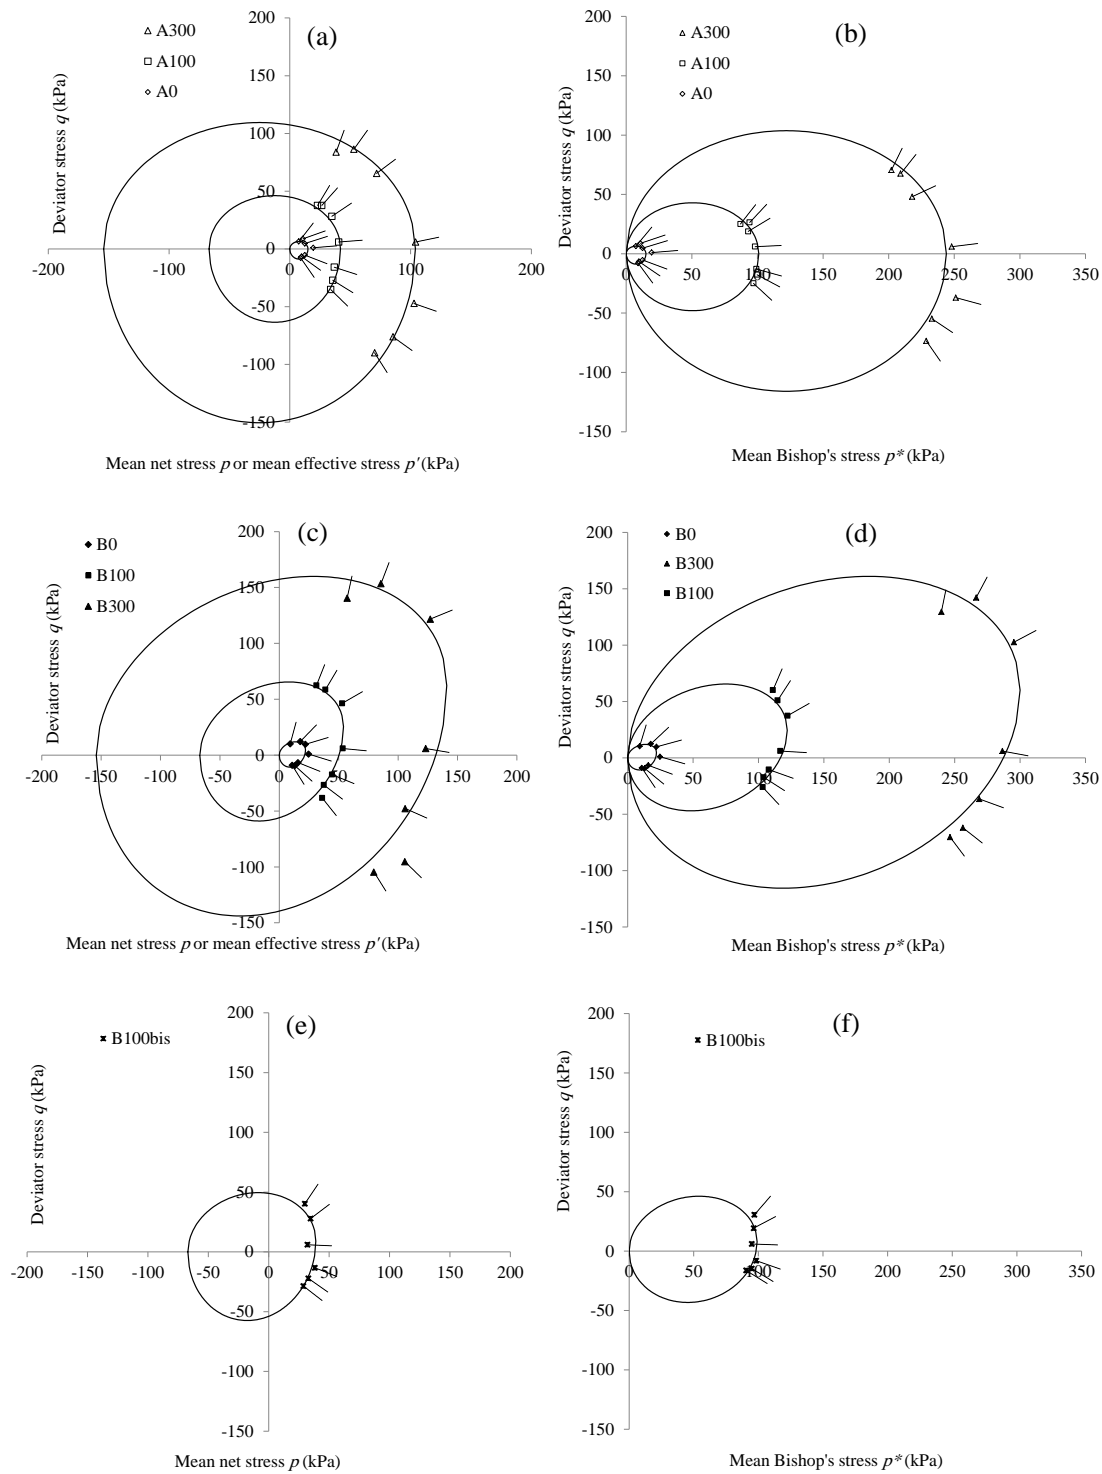 (a)
A300
A100
A0
Deviator stress q (kPa)
200
150
100
50
0
-50
-100
-150
-200
-100
0
100
200
Mean net stress p or mean effective stress p' (kPa)
(b)
A300
A100
A0
Deviator stress q (kPa)
200
150
100
50
0
-50
-100
-150
0
50
100
150
200
250
300
350
Mean Bishop's stress p* (kPa)
(c)
B0
B100
B300
Deviator stress q (kPa)
200
150
100
50
0
-50
-100
-150
-200
-150
-100
-50
0
50
100
150
200
Mean net stress p or mean effective stress p' (kPa)
(d)
B0
B300
B100
Deviator stress q (kPa)
200
150
100
50
0
-50
-100
-150
0
50
100
150
200
250
300
350
Mean Bishop's stress p* (kPa)
(e)
B100bis
Deviator stress q (kPa)
200
150
100
50
0
-50
-100
-150
-200
-150
-100
-50
0
50
100
150
200
Mean net stress p (kPa)
(f)
B100bis
Deviator stress q (kPa)
200
150
100
50
0
-50
-100
-150
0
50
100
150
200
250
300
350
Mean Bishop's stress p* (kPa)